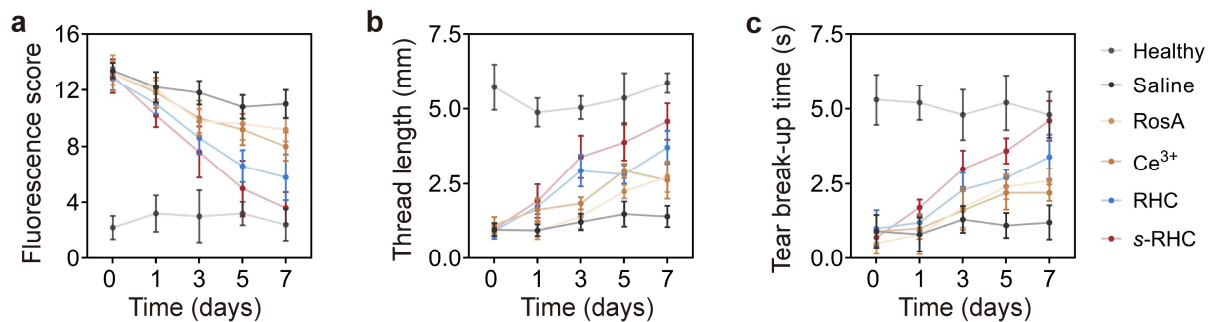 a
Fluorescence score
16
12
8
4
0
0 1 3 5 7
Time (days)
b
Thread length (mm)
7.5
5.0
2.5
0.0
0 1 3 5 7
Time (days)
c
Tear break-up time (s)
7.5
5.0
2.5
0.0
0 1 3 5 7
Time (days)
Healthy
Saline
RosA
Ce³⁺
RHC
s-RHC